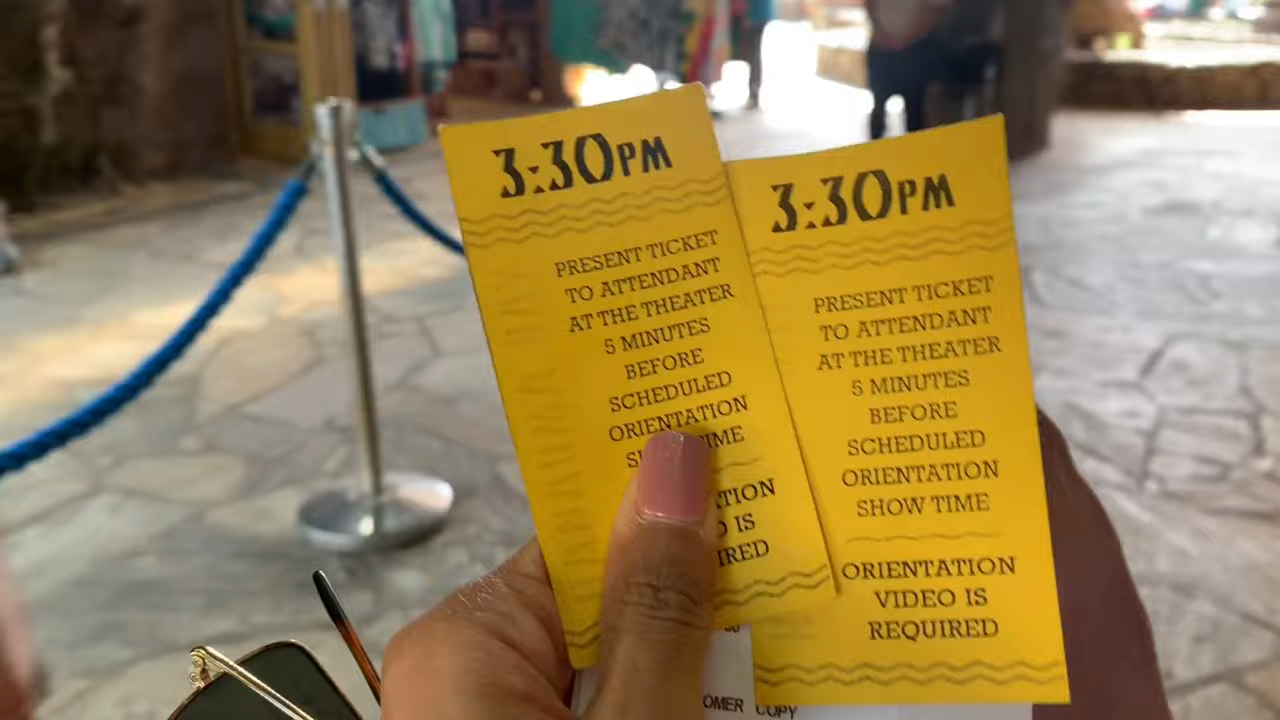 3:30PM
PRESENT TICKET
TO ATTENDANT
AT THE THEATER
5 MINUTES
BEFORE
SCHEDULED
ORIENTATION
3:30PM
PRESENT TICKET
TO ATTENDANT
AT THE THEATER
5 MINUTES
BEFORE
SCHEDULED
ORIENTATION
SHOW TIME
ORIENTATION
VIDEO IS
REQUIRED
COPY